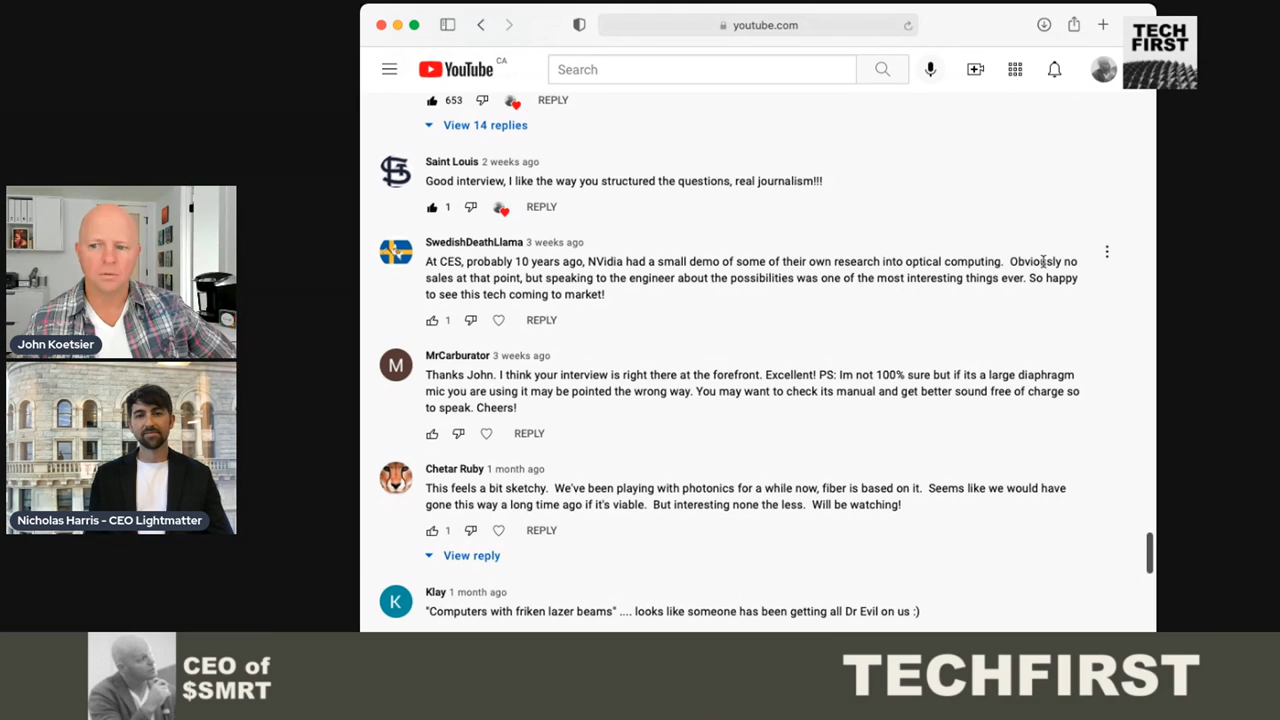 youtube.com
TECH
FIRST
YouTube CA
Search
653 REPLY
View 14 replies
Saint Louis 2 weeks ago
Good interview, I like the way you structured the questions, real journalism!!!
1 REPLY
SwedishDeathLlama 3 weeks ago
At CES, probably 10 years ago, NVidia had a small demo of some of their own research into optical computing. Obviously no
sales at that point, but speaking to the engineer about the possibilities was one of the most interesting things ever. So happy
to see this tech coming to market!
1 REPLY
M
MrCarburator 3 weeks ago
Thanks John. I think your interview is right there at the forefront. Excellent! PS: Im not 100% sure but if its a large diaphragm
mic you are using it may be pointed the wrong way. You may want to check its manual and get better sound free of charge so
to speak. Cheers!
REPLY
Chetar Ruby 1 month ago
This feels a bit sketchy. We've been playing with photonics for a while now, fiber is based on it. Seems like we would have
gone this way a long time ago if it's viable. But interesting none the less. Will be watching!
1 REPLY
View reply
K
Klay 1 month ago
"Computers with friken lazer beams" .... looks like someone has been getting all Dr Evil on us :)
John Koetsier
Nicholas Harris - CEO Lightmatter
CEO of
$SMRT
TECHFIRST